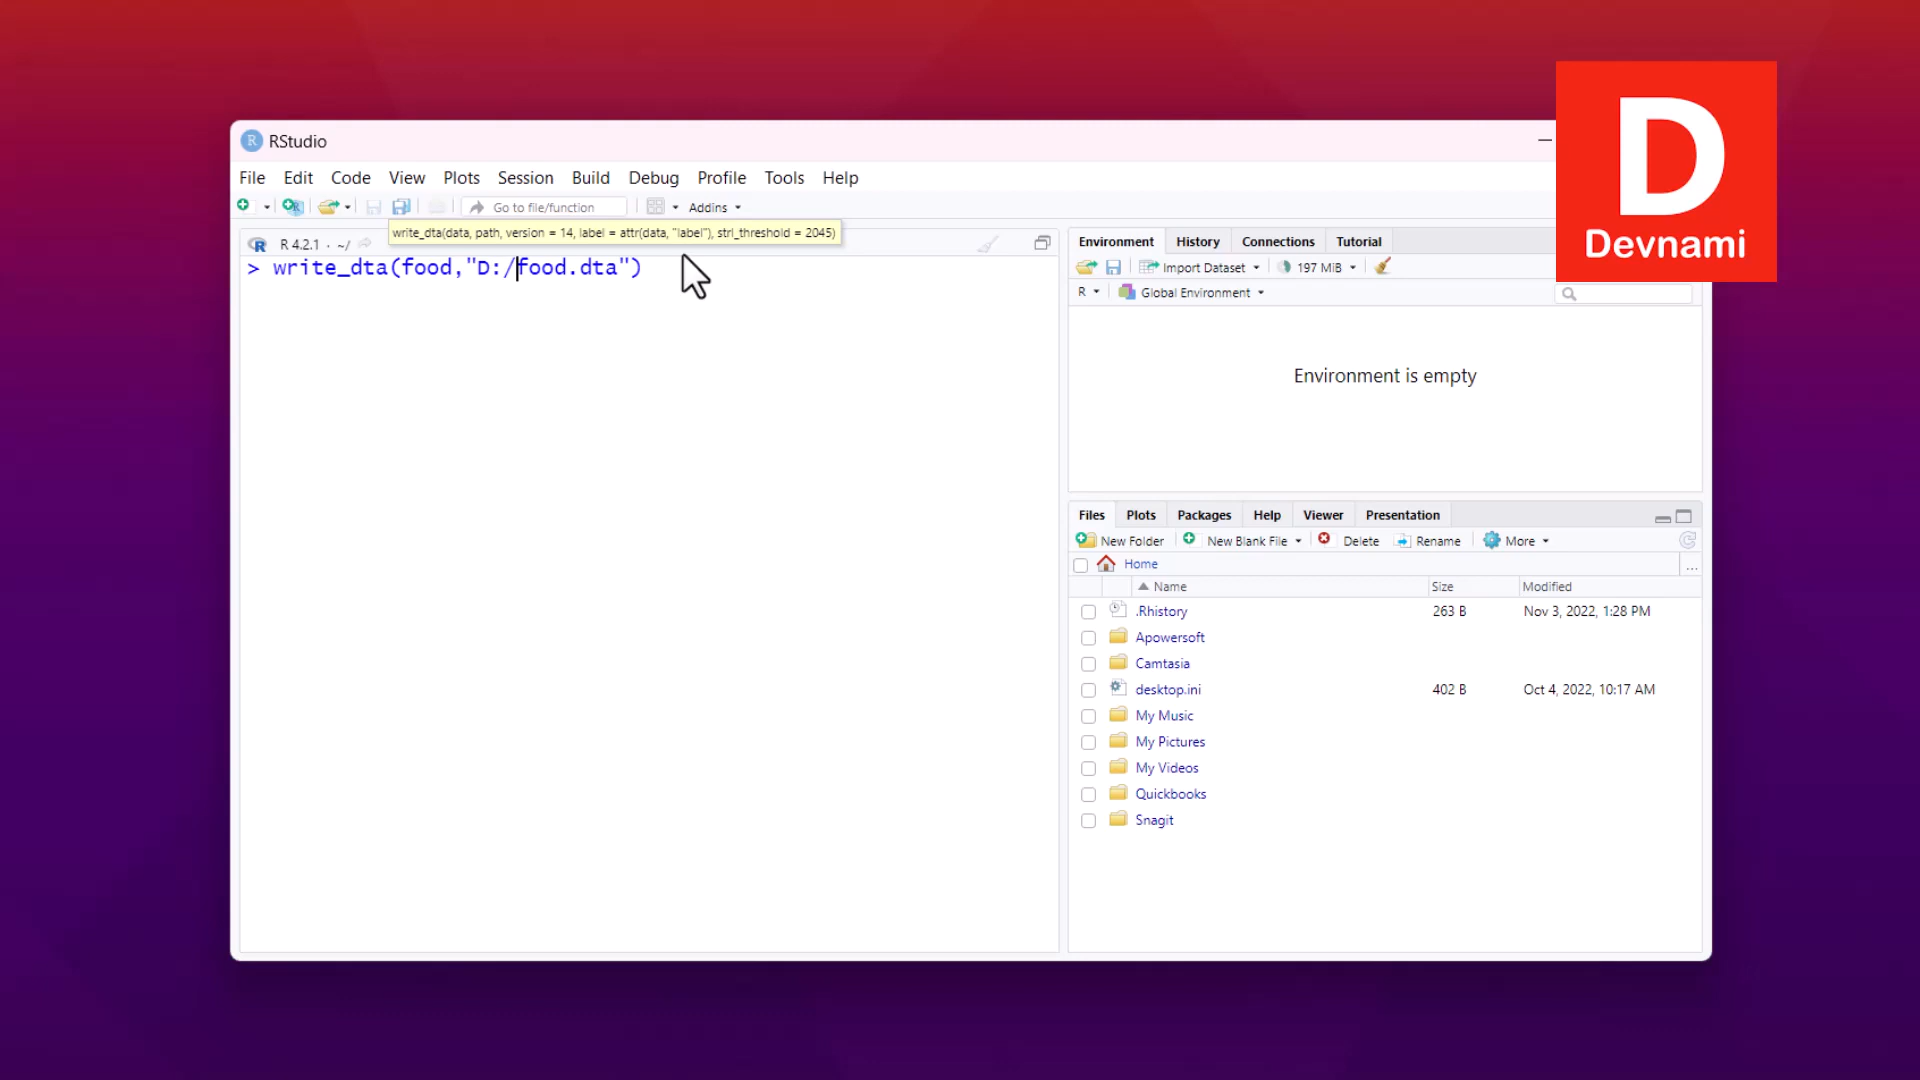 D
Devnami
R RStudio
File Edit Code View Plots Session Build Debug Profile Tools Help
Go to file/function Addins
write_dta(data, path, version = 14, label = attr(data, "label"), strl_threshold = 2045)
R R 4.2.1 · ~/
> write_dta(food,"D:/food.dta")
Environment History Connections Tutorial
Import Dataset 197 MiB
R Global Environment
Environment is empty
Files Plots Packages Help Viewer Presentation
New Folder New Blank File Delete Rename More
Home ...
Name Size Modified
.Rhistory 263 B Nov 3, 2022, 1:28 PM
Apowersoft
Camtasia
desktop.ini 402 B Oct 4, 2022, 10:17 AM
My Music
My Pictures
My Videos
Quickbooks
Snagit